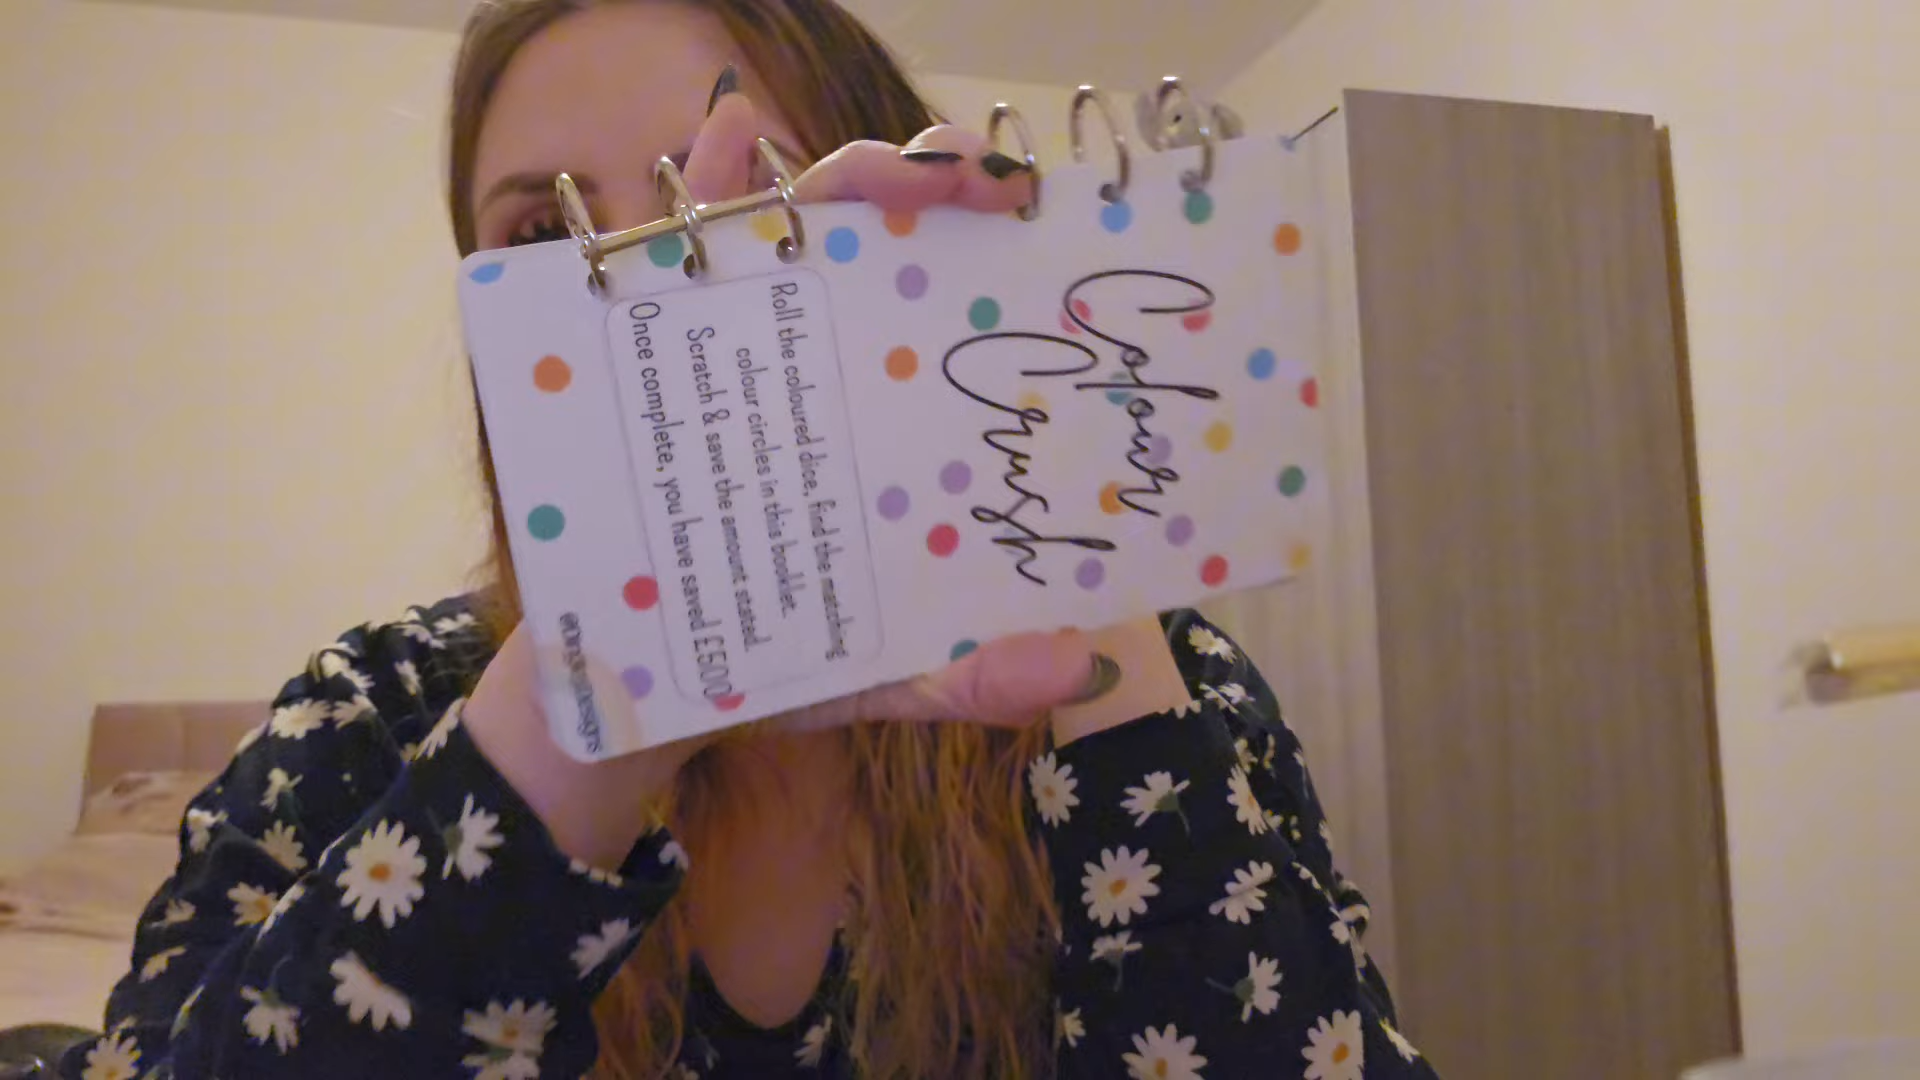 Colour
Crush
Roll the coloured dice, find the matching
colour circles in this booklet.
Scratch & save the amount stated.
Once complete, you have saved £500